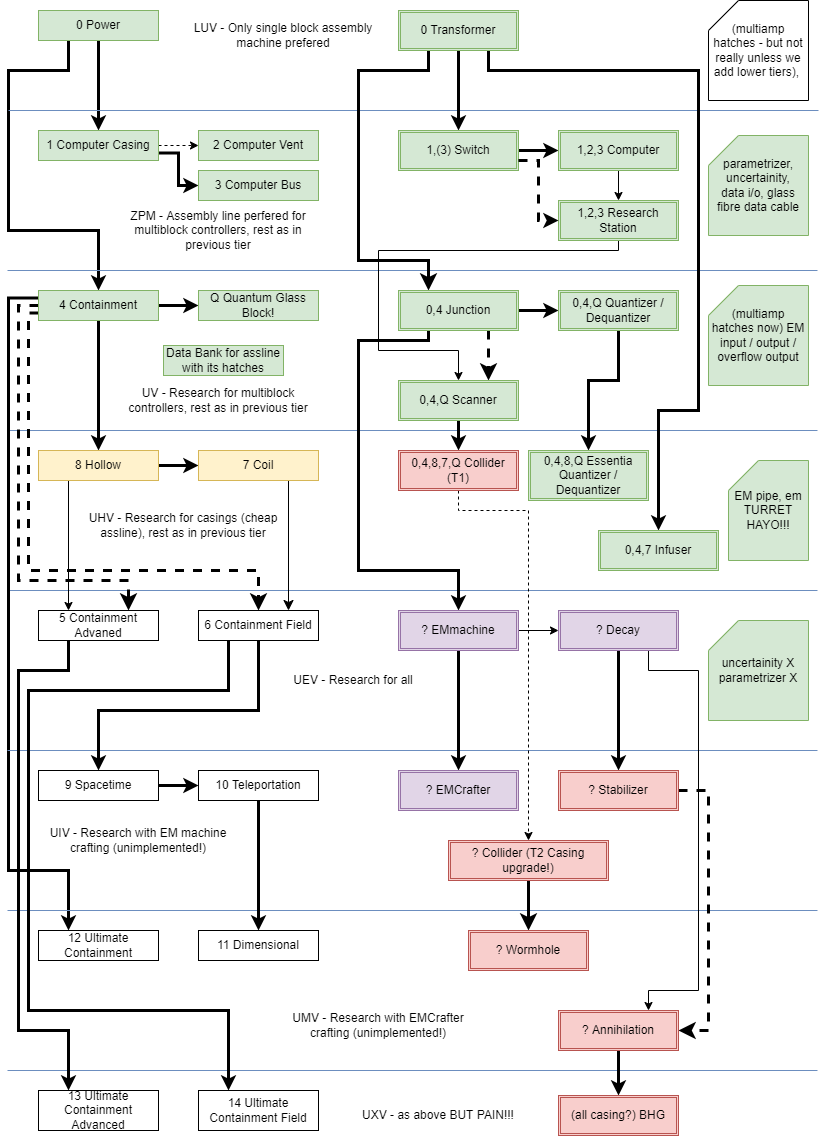 0 Power
LUV - Only single block assembly
machine prefered
0 Transformer
(multiamp
hatches - but not
really unless we
add lower tiers),
1 Computer Casing
2 Computer Vent
3 Computer Bus
1,(3) Switch
1,2,3 Computer
1,2,3 Research
Station
parametrizer,
uncertainity,
data i/o, glass
fibre data cable
ZPM - Assembly line perfered for
multiblock controllers, rest as in
previous tier
4 Containment
Q Quantum Glass
Block!
0,4 Junction
0,4,Q Quantizer /
Dequantizer
(multiamp
hatches now) EM
input / output /
overflow output
Data Bank for assline
with its hatches
UV - Research for multiblock
controllers, rest as in previous tier
0,4,Q Scanner
8 Hollow
7 Coil
0,4,8,7,Q Collider
(T1)
0,4,8,Q Essentia
Quantizer /
Dequantizer
EM pipe, em
TURRET
HAYO!!!
UHV - Research for casings (cheap
assline), rest as in previous tier
0,4,7 Infuser
5 Containment
Advaned
6 Containment Field
? EMmachine
? Decay
uncertainity X
parametrizer X
UEV - Research for all
9 Spacetime
10 Teleportation
? EMCrafter
? Stabilizer
UIV - Research with EM machine
crafting (unimplemented!)
? Collider (T2 Casing
upgrade!)
12 Ultimate
Containment
11 Dimensional
? Wormhole
UMV - Research with EMCrafter
crafting (unimplemented!)
? Annihilation
13 Ultimate
Containment
Advanced
14 Ultimate
Containment Field
UXV - as above BUT PAIN!!!
(all casing?) BHG